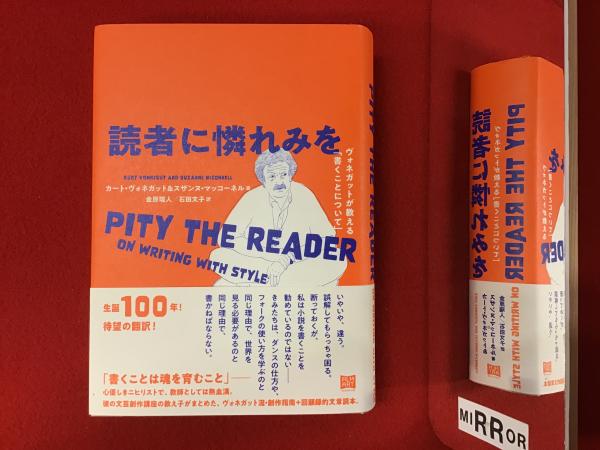 読者に憐れみを
KURT VONNEGUT AND SUZANNE McCONNELL
カート・ヴォネガット&スザンヌ・マッコーネル 著
金原瑞人/石田文子 訳
ヴォネガットが教える
「書くことについて」
PITY THE READER
ON WRITING WITH STYLE
PITY THE READER
生誕100年!
待望の翻訳!
いやいや、違う。
誤解してもらっちゃ困る。
断っておくが、
私は小説を書くことを
勧めているのではない──
きみたちは、ダンスの仕方や、
フォークの使い方を学ぶのと
同じ理由で、世界を
見る必要があるのと
同じ理由で、
書かねばならない。
「書くことは魂を育むこと」──
心優しきニヒリストで、教師としては熱血漢。
彼の文芸創作講座の教え子がまとめた、ヴォネガット流・創作指南+回顧録的文章読本。
FILM
ART
PITY THE READER
読者に憐れみを
ON WRITING WITH STYLE
MIRROR